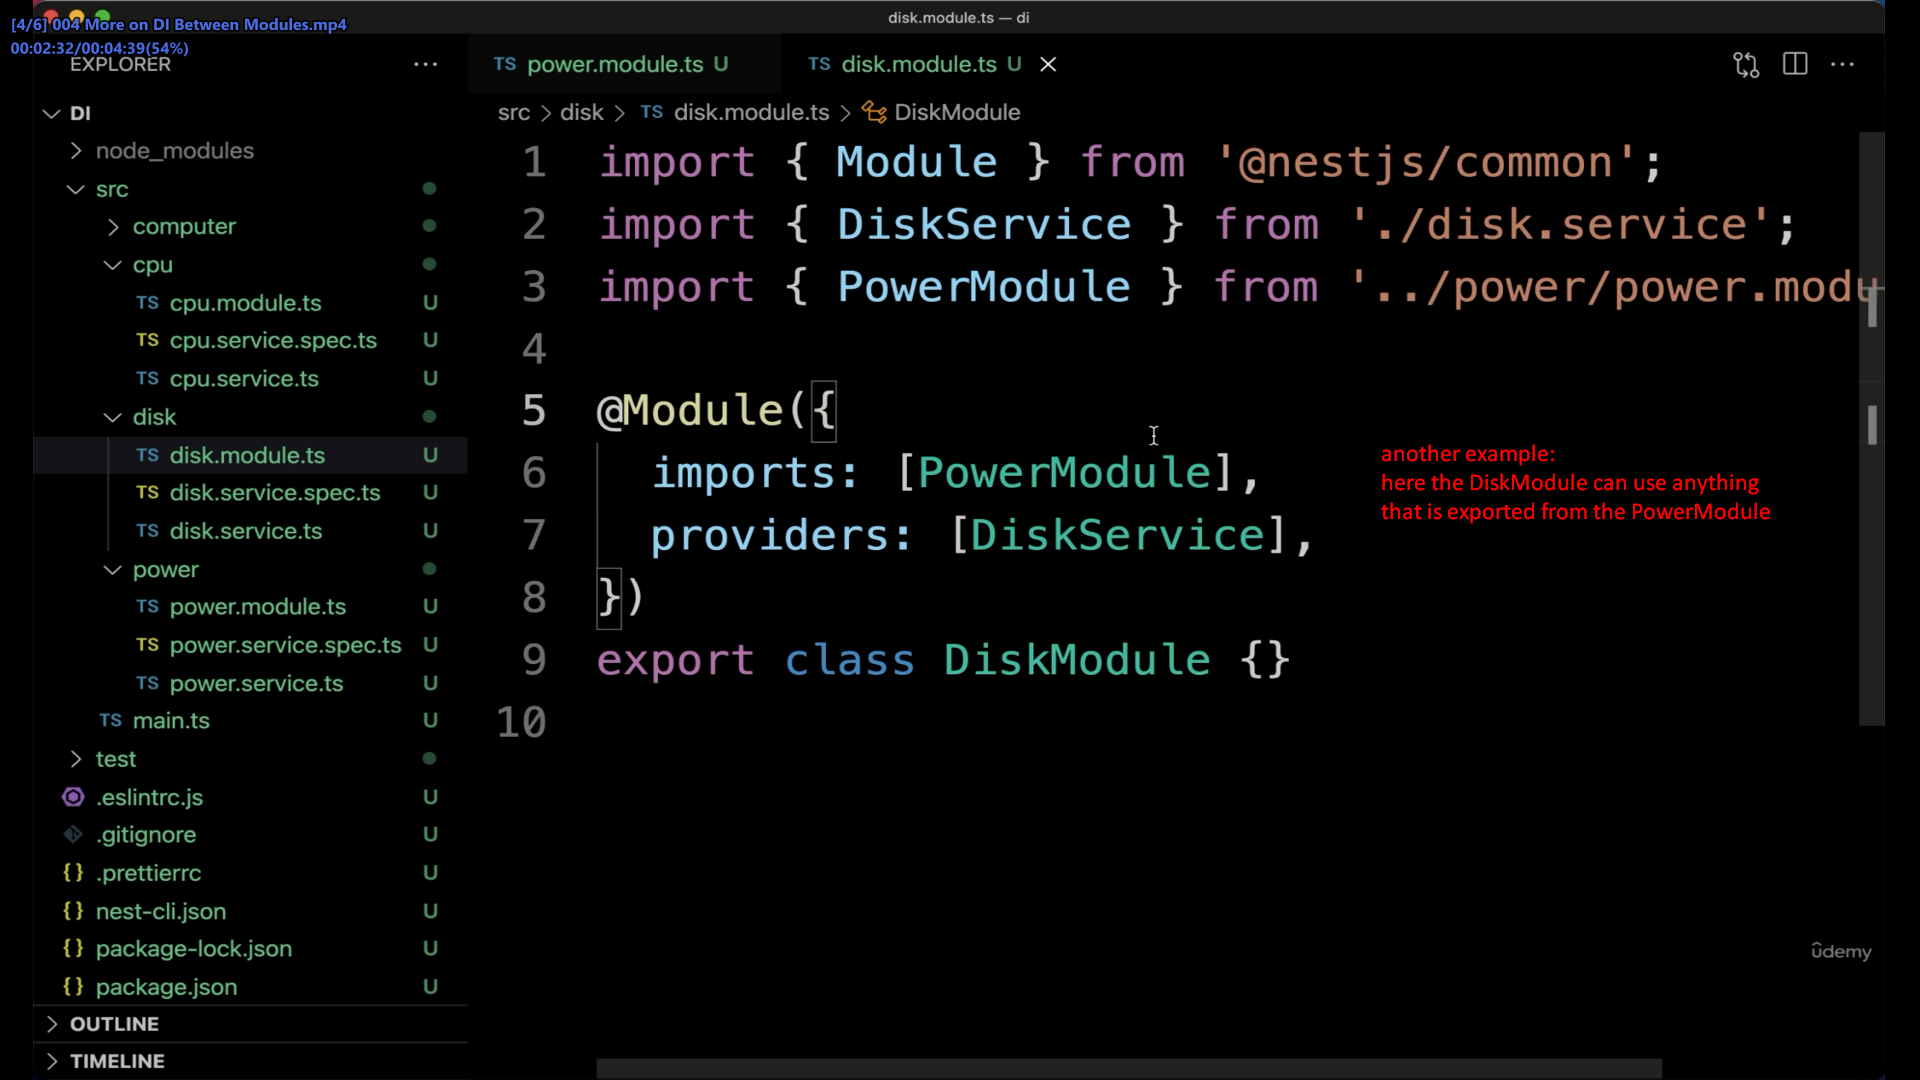 [4/6] 004 More on DI Between Modules.mp4
00:02:32/00:04:39(54%)
disk.module.ts — di
EXPLORER ···
DI
node_modules
src
computer
cpu
TS cpu.module.ts U
TS cpu.service.spec.ts U
TS cpu.service.ts U
disk
TS disk.module.ts U
TS disk.service.spec.ts U
TS disk.service.ts U
power
TS power.module.ts U
TS power.service.spec.ts U
TS power.service.ts U
TS main.ts U
test
.eslintrc.js U
.gitignore U
{} .prettierrc U
{} nest-cli.json U
{} package-lock.json U
{} package.json U
OUTLINE
TIMELINE
TS power.module.ts U TS disk.module.ts U ×
src > disk > TS disk.module.ts > DiskModule
1 import { Module } from '@nestjs/common';
2 import { DiskService } from './disk.service';
3 import { PowerModule } from '../power/power.modu
4
5 @Module({
6 imports: [PowerModule],
7 providers: [DiskService],
8 })
9 export class DiskModule {}
10
another example:
here the DiskModule can use anything
that is exported from the PowerModule
ûdemy